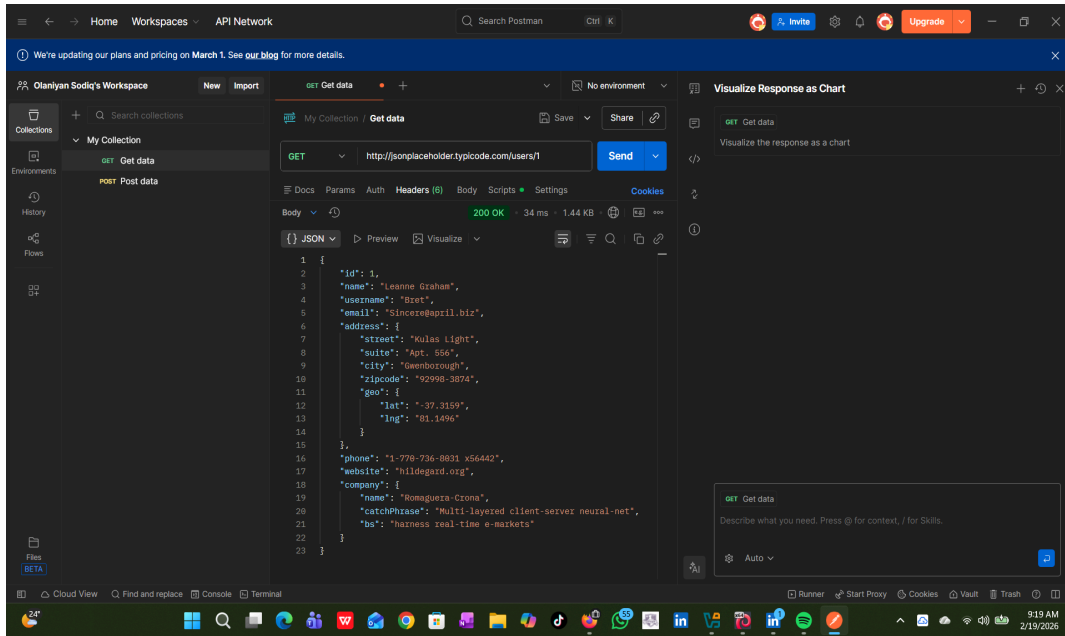 Home Workspaces API Network Search Postman Ctrl K Invite Upgrade
We're updating our plans and pricing on March 1. See our blog for more details.
Olaniyan Sodiq's Workspace New Import
GET Get data
No environment
Visualize Response as Chart
Collections
Environments
History
Flows
Files
BETA
Search collections
My Collection
GET Get data
POST Post data
HTTP My Collection / Get data Save Share
GET http://jsonplaceholder.typicode.com/users/1 Send
Docs Params Auth Headers (6) Body Scripts Settings Cookies
Body 200 OK 34 ms 1.44 KB
{} JSON Preview Visualize
1 {
2 "id": 1,
3 "name": "Leanne Graham",
4 "username": "Bret",
5 "email": "Sincere@april.biz",
6 "address": {
7 "street": "Kulas Light",
8 "suite": "Apt. 556",
9 "city": "Gwenborough",
10 "zipcode": "92998-3874",
11 "geo": {
12 "lat": "-37.3159",
13 "lng": "81.1496"
14 }
15 },
16 "phone": "1-770-736-8031 x56442",
17 "website": "hildegard.org",
18 "company": {
19 "name": "Romaguera-Crona",
20 "catchPhrase": "Multi-layered client-server neural-net",
21 "bs": "harness real-time e-markets"
22 }
23 }
GET Get data
Visualize the response as a chart
GET Get data
Describe what you need. Press @ for context, / for Skills.
Auto
AI
Cloud View Find and replace Console Terminal Runner Start Proxy Cookies Vault Trash
24°
99
1
9:19 AM
2/19/2026